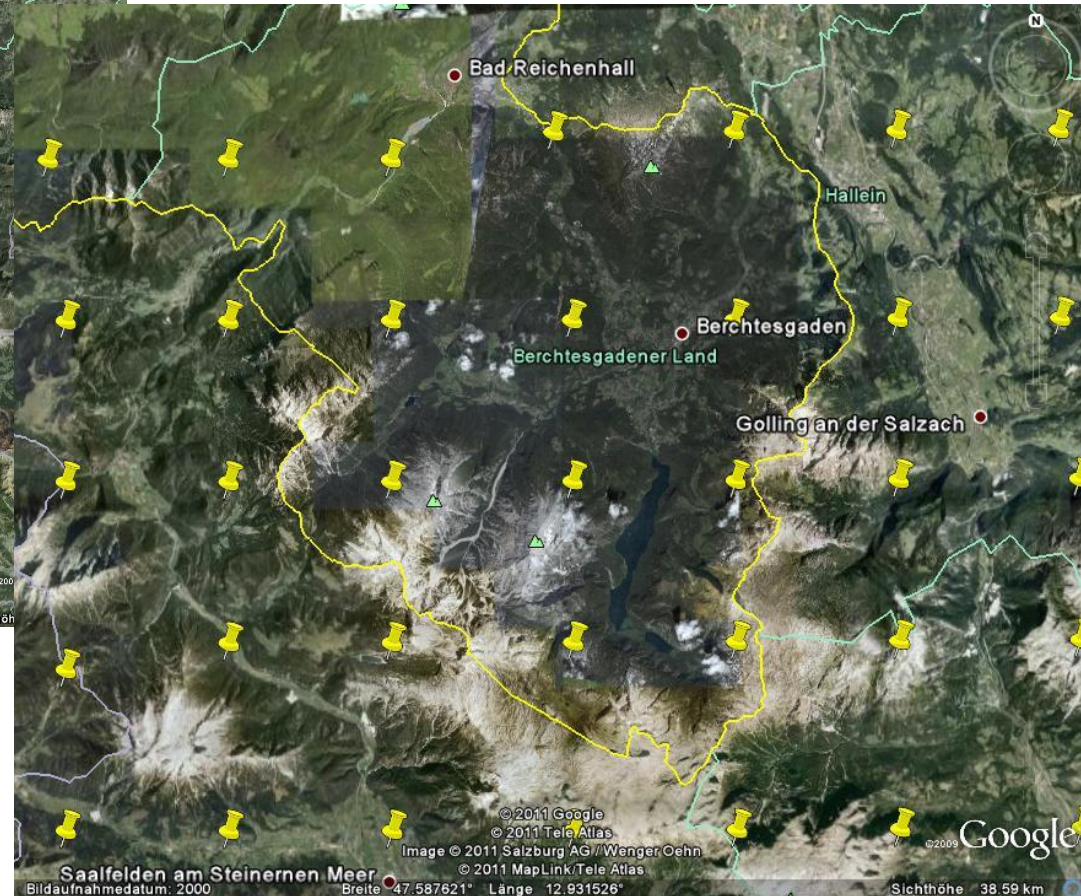 N
Bad Reichenhall
Hallein
Berchtesgaden
Berchtesgadener Land
Golling an der Salzach
© 2011 Google
© 2011 Tele Atlas
Image © 2011 Salzburg AG / Wenger Oehn
© 2011 MapLink/Tele Atlas
©2009 Google
Saalfelden am Steinernen Meer
Bildaufnahmedatum: 2000 Breite 47.587621° Länge 12.931526° Sichthöhe 38.59 km